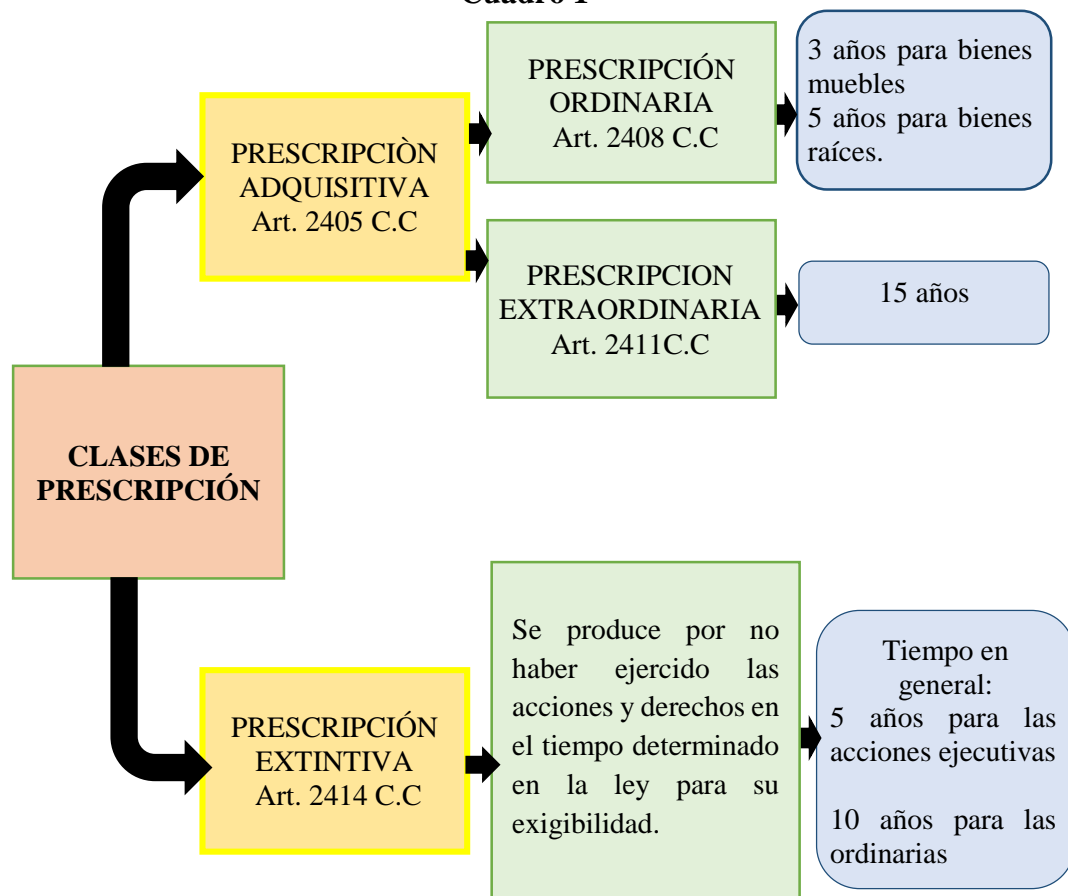 Cuadro 1
PRESCRIPCIÓN
ORDINARIA
Art. 2408 C.C
3 años para bienes
muebles
5 años para bienes
raíces.
PRESCRIPCIÒN
ADQUISITIVA
Art. 2405 C.C
PRESCRIPCION
EXTRAORDINARIA
Art. 2411C.C
15 años
CLASES DE
PRESCRIPCIÓN
PRESCRIPCIÓN
EXTINTIVA
Art. 2414 C.C
Se produce por no
haber ejercido las
acciones y derechos en
el tiempo determinado
en la ley para su
exigibilidad.
Tiempo en
general:
5 años para las
acciones ejecutivas
10 años para las
ordinarias